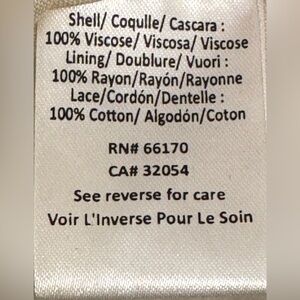 Shell/ Coqulle/ Cascara :
100% Viscose/ Viscosa/ Viscose
Lining/ Doublure/ Vuori :
100% Rayon/Rayón/Rayonne
Lace/Cordón/Dentelle :
100% Cotton/ Algodón/Coton
RN# 66170
CA# 32054
See reverse for care
Voir L'Inverse Pour Le Soin